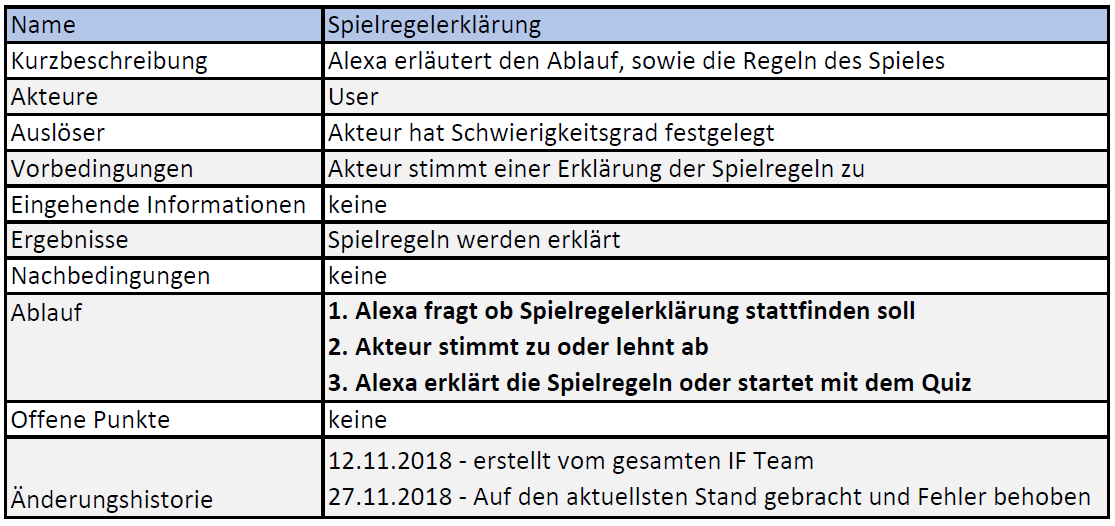 Name Spielregelerklärung
Kurzbeschreibung Alexa erläutert den Ablauf, sowie die Regeln des Spieles
Akteure User
Auslöser Akteur hat Schwierigkeitsgrad festgelegt
Vorbedingungen Akteur stimmt einer Erklärung der Spielregeln zu
Eingehende Informationen keine
Ergebnisse Spielregeln werden erklärt
Nachbedingungen keine
Ablauf 1. Alexa fragt ob Spielregelerklärung stattfinden soll
2. Akteur stimmt zu oder lehnt ab
3. Alexa erklärt die Spielregeln oder startet mit dem Quiz
Offene Punkte keine
12.11.2018 - erstellt vom gesamten IF Team
Änderungshistorie 27.11.2018 - Auf den aktuellsten Stand gebracht und Fehler behoben